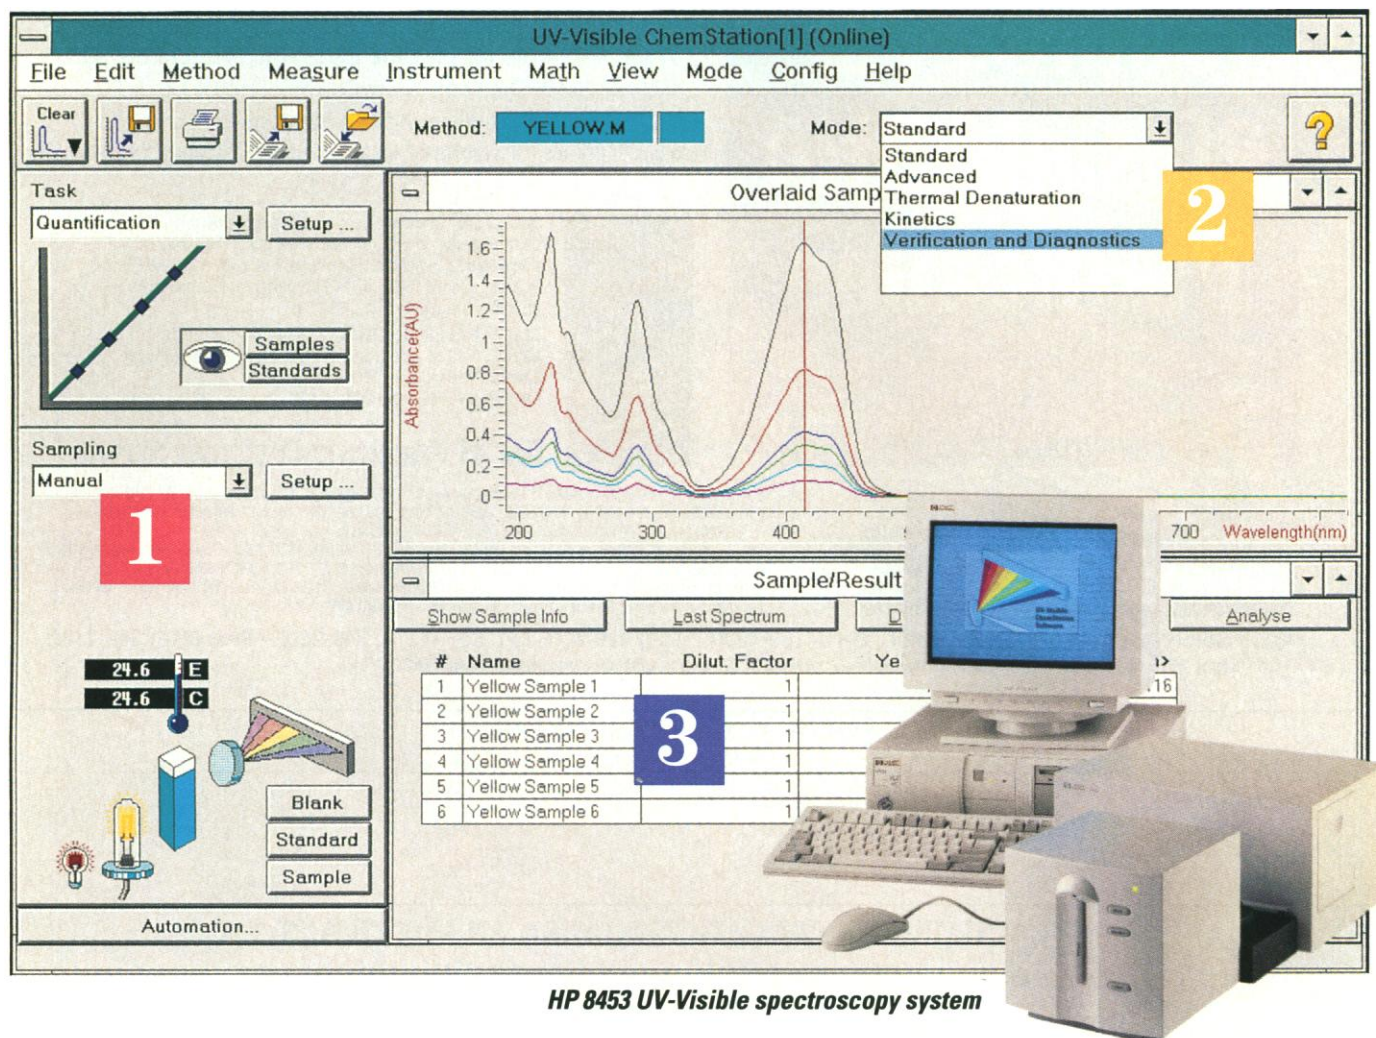 UV-Visible ChemStation[1] (Online)
File Edit Method Measure Instrument Math View Mode Config Help
Clear
Method: YELLOW.M
Mode: Standard
Standard
Advanced
Thermal Denaturation
Kinetics
Verification and Diagnostics
2
Task
Quantification
Setup ...
Samples
Standards
Sampling
Manual
Setup ...
1
24.6 E
24.6 C
Blank
Standard
Sample
Automation...
Overlaid Samp
Absorbance(AU)
1.6
1.4
1.2
1
0.8
0.6
0.4
0.2
0
200 300 400 700 Wavelength(nm)
Sample/Result
Show Sample Info Last Spectrum D Analyse
# Name Dilut. Factor Ye
1 Yellow Sample 1 1 16
2 Yellow Sample 2 1
3 Yellow Sample 3 1
4 Yellow Sample 4 1
5 Yellow Sample 5 1
6 Yellow Sample 6 1
3
UV-Visible
ChemStation
Software
HP 8453 UV-Visible spectroscopy system